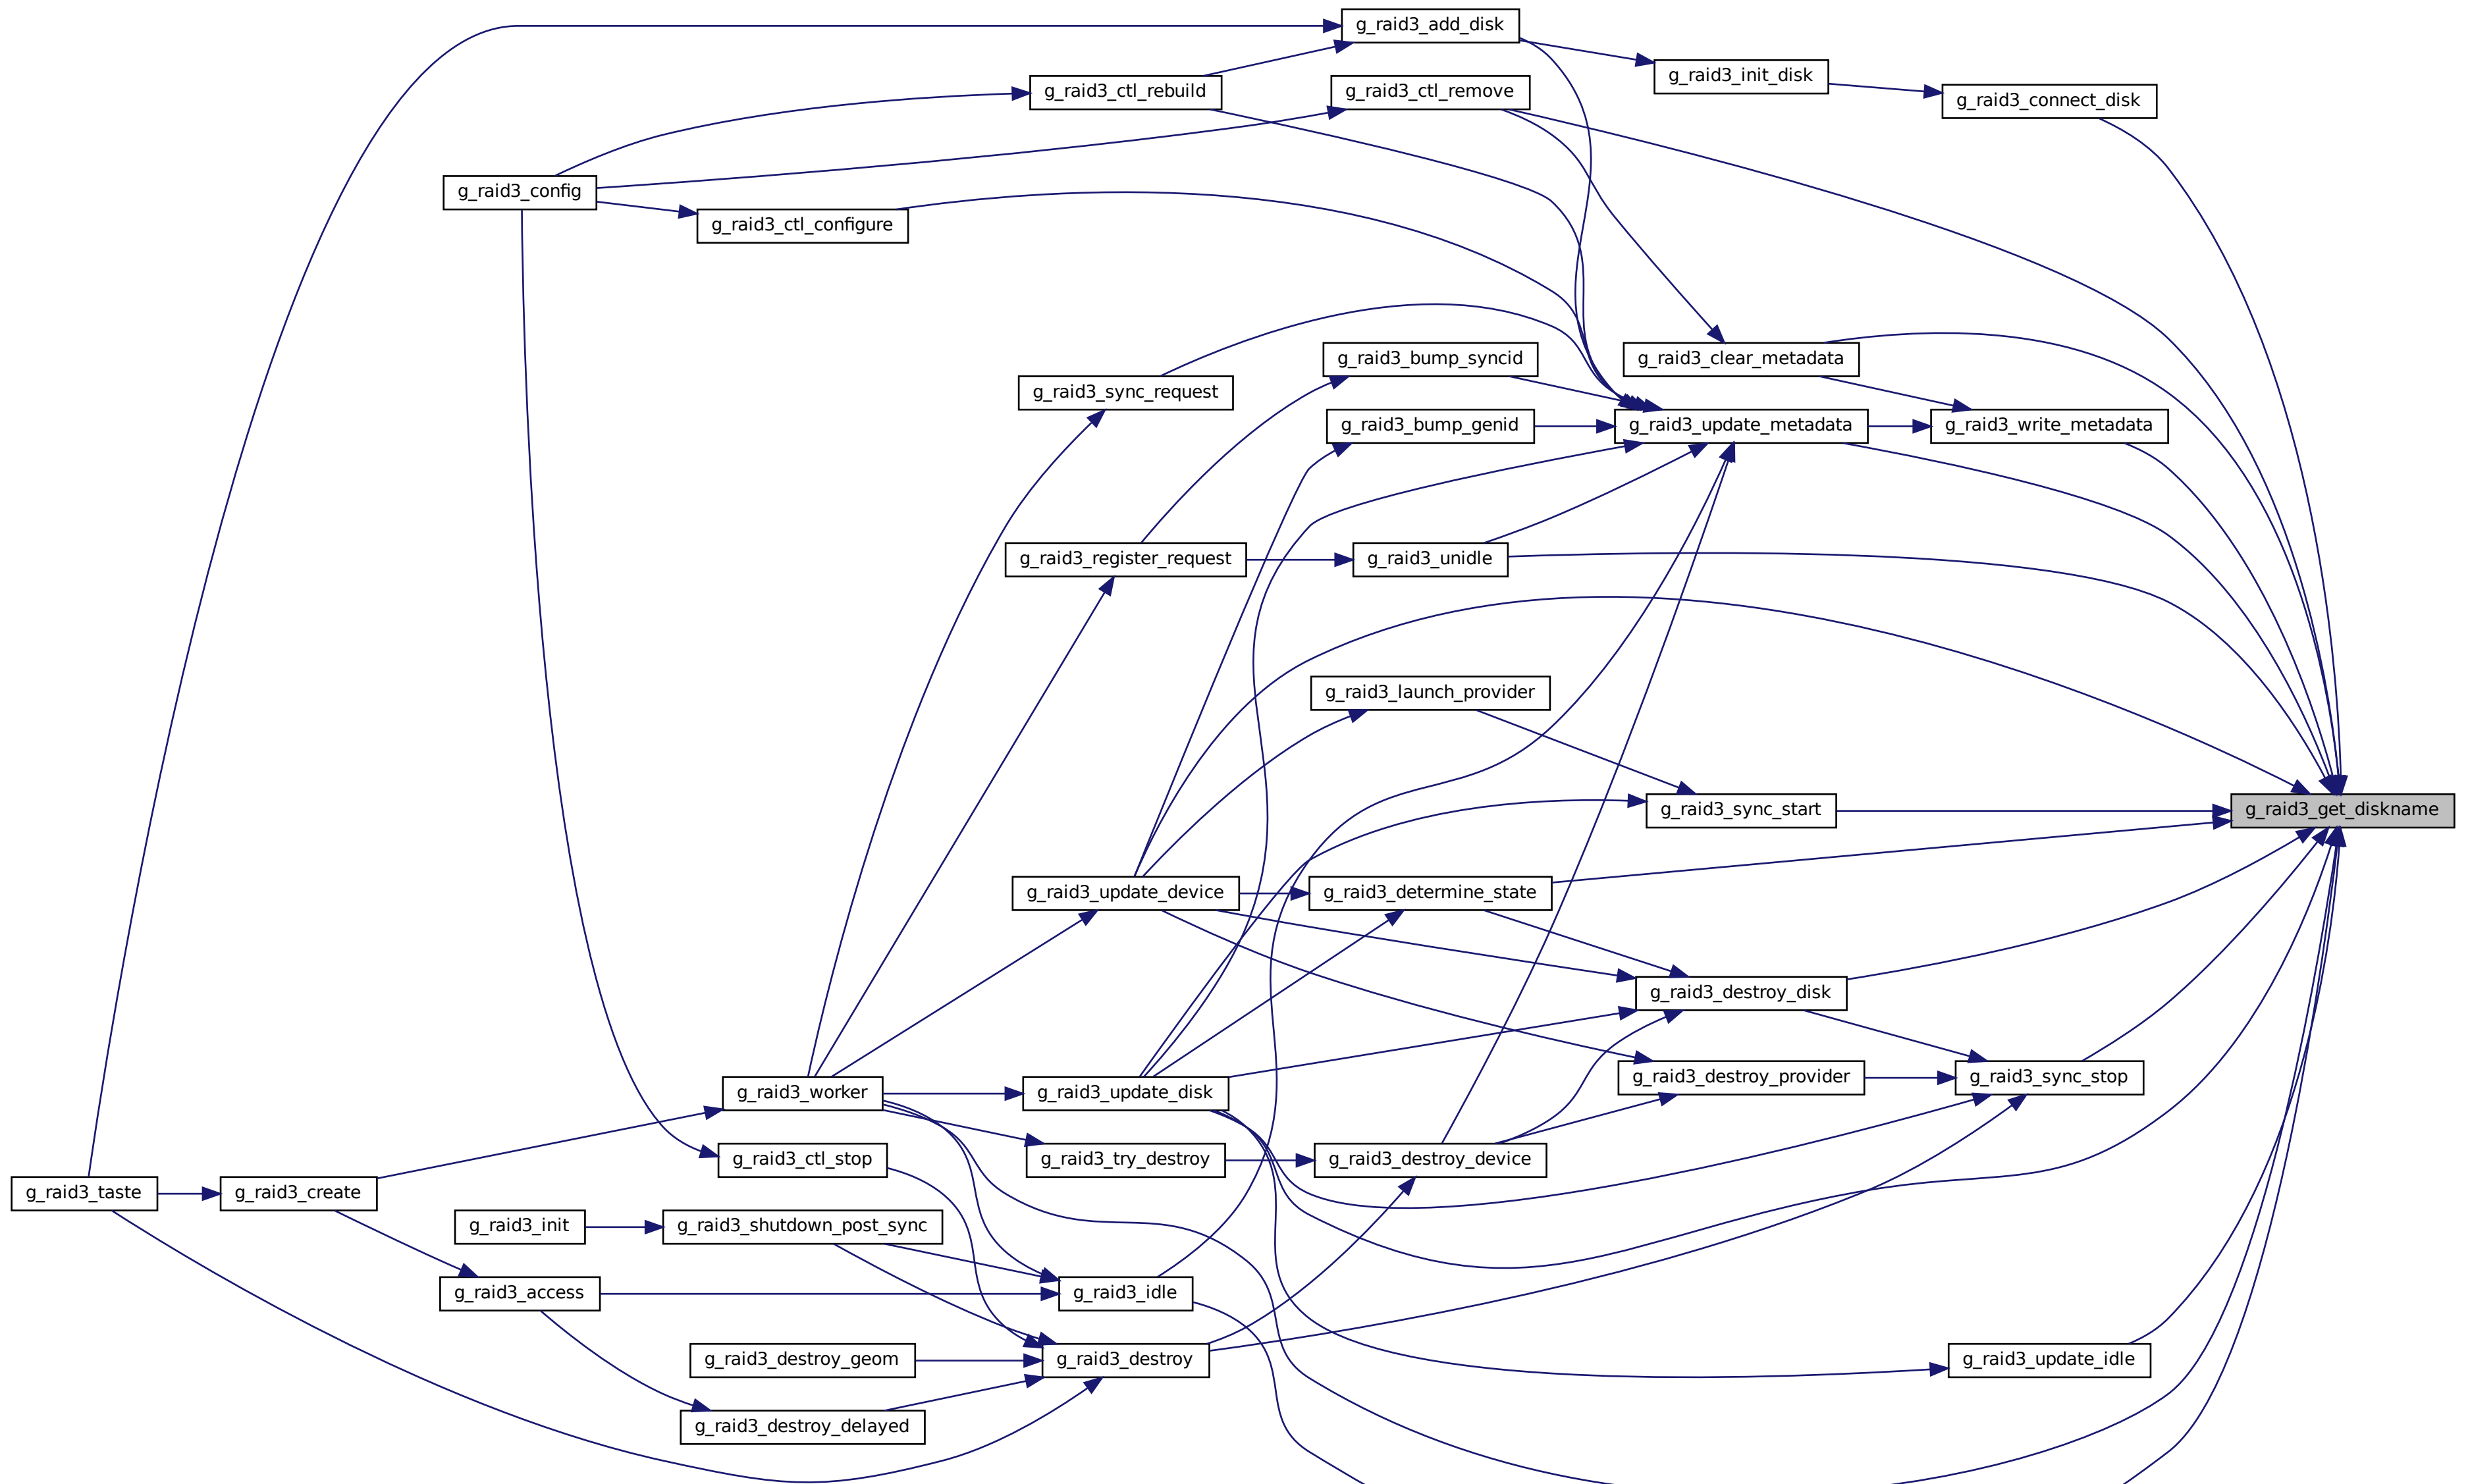 g_raid3_add_disk
g_raid3_init_disk
g_raid3_ctl_rebuild
g_raid3_ctl_remove
g_raid3_connect_disk
g_raid3_config
g_raid3_ctl_configure
g_raid3_bump_syncid
g_raid3_clear_metadata
g_raid3_sync_request
g_raid3_bump_genid
g_raid3_update_metadata
g_raid3_write_metadata
g_raid3_register_request
g_raid3_unidle
g_raid3_launch_provider
g_raid3_sync_start
g_raid3_get_diskname
g_raid3_update_device
g_raid3_determine_state
g_raid3_destroy_disk
g_raid3_worker
g_raid3_update_disk
g_raid3_destroy_provider
g_raid3_sync_stop
g_raid3_ctl_stop
g_raid3_try_destroy
g_raid3_destroy_device
g_raid3_taste
g_raid3_create
g_raid3_init
g_raid3_shutdown_post_sync
g_raid3_access
g_raid3_idle
g_raid3_destroy_geom
g_raid3_destroy
g_raid3_update_idle
g_raid3_destroy_delayed